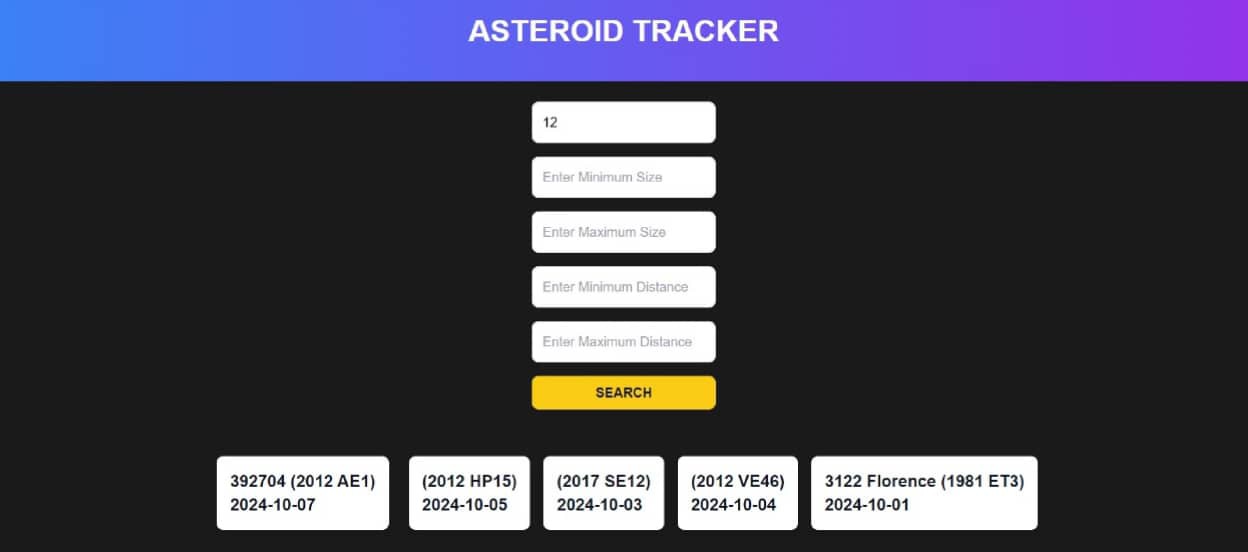 ASTEROID TRACKER
12
Enter Minimum Size
Enter Maximum Size
Enter Minimum Distance
Enter Maximum Distance
SEARCH
392704 (2012 AE1)
2024-10-07
(2012 HP15)
2024-10-05
(2017 SE12)
2024-10-03
(2012 VE46)
2024-10-04
3122 Florence (1981 ET3)
2024-10-01